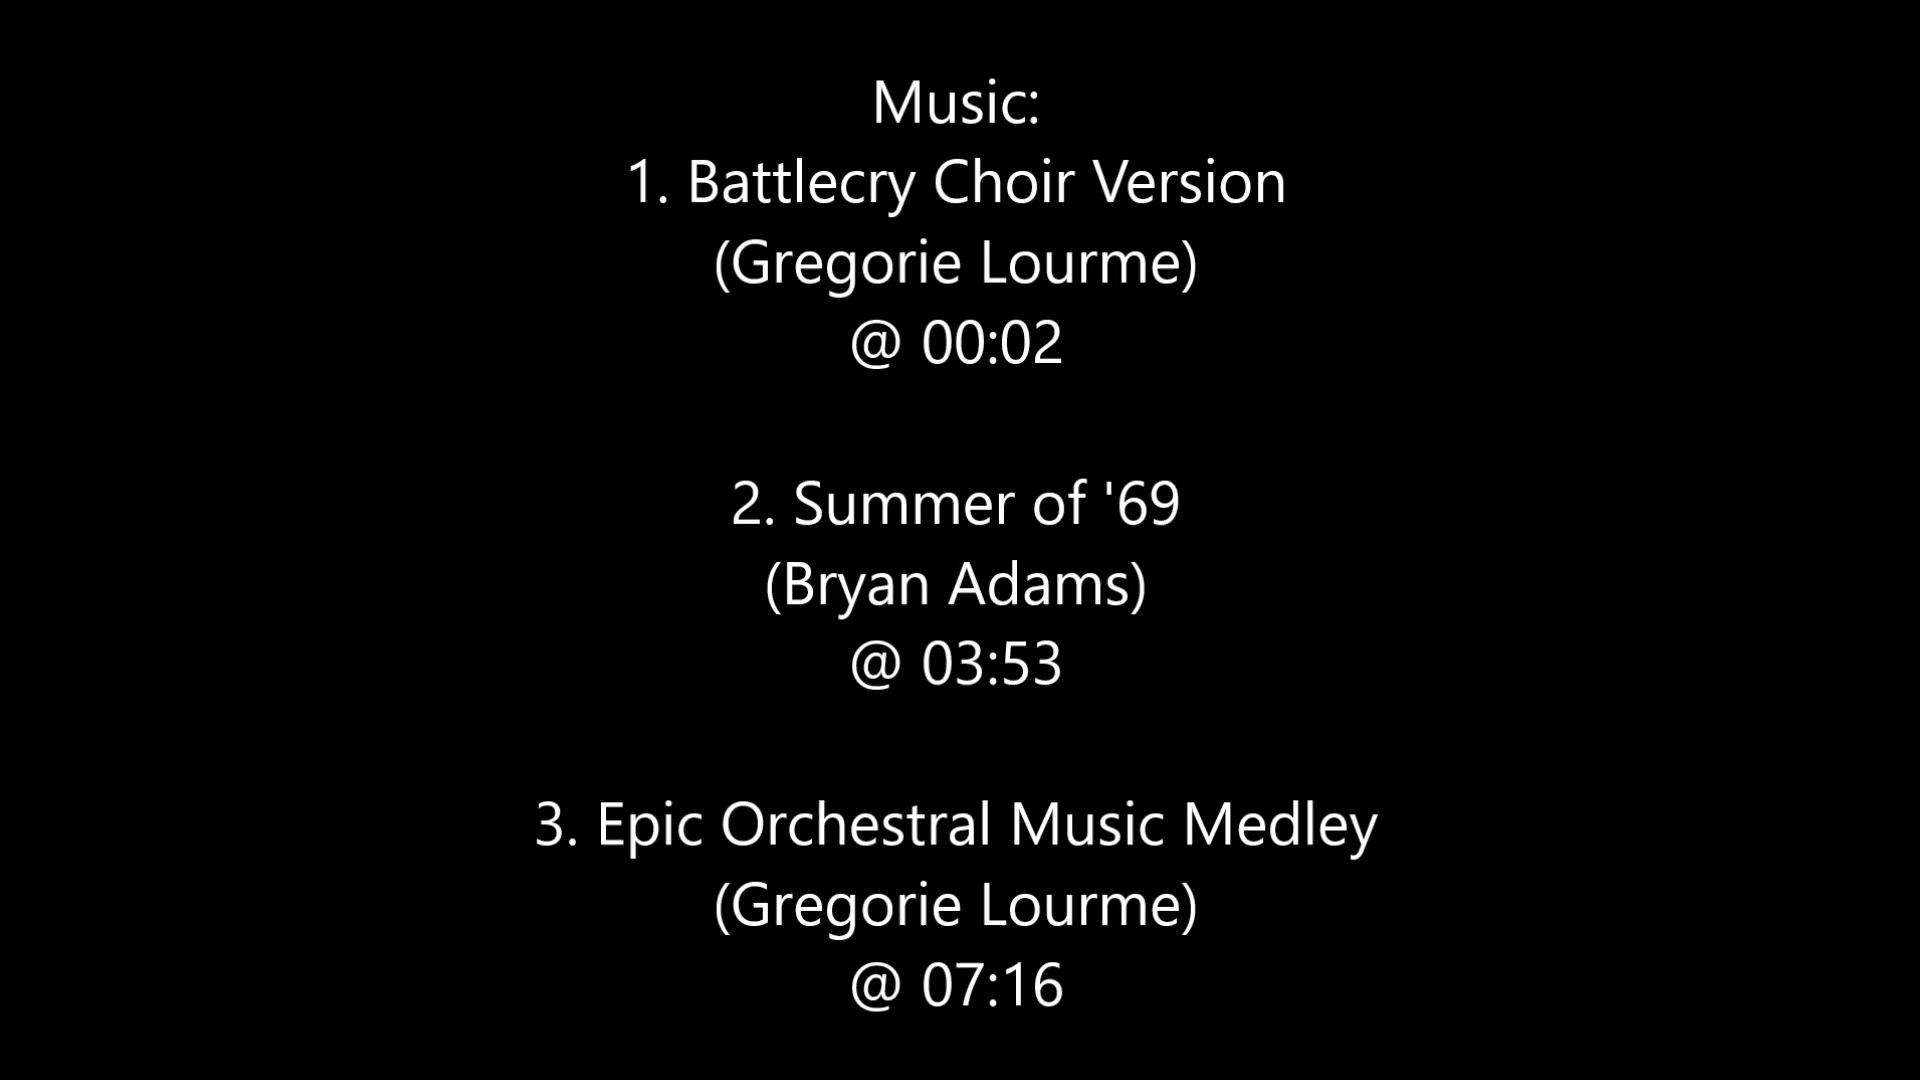 Music:
1. Battlecry Choir Version
(Gregorie Lourme)
@ 00:02
2. Summer of '69
(Bryan Adams)
@ 03:53
3. Epic Orchestral Music Medley
(Gregorie Lourme)
@ 07:16